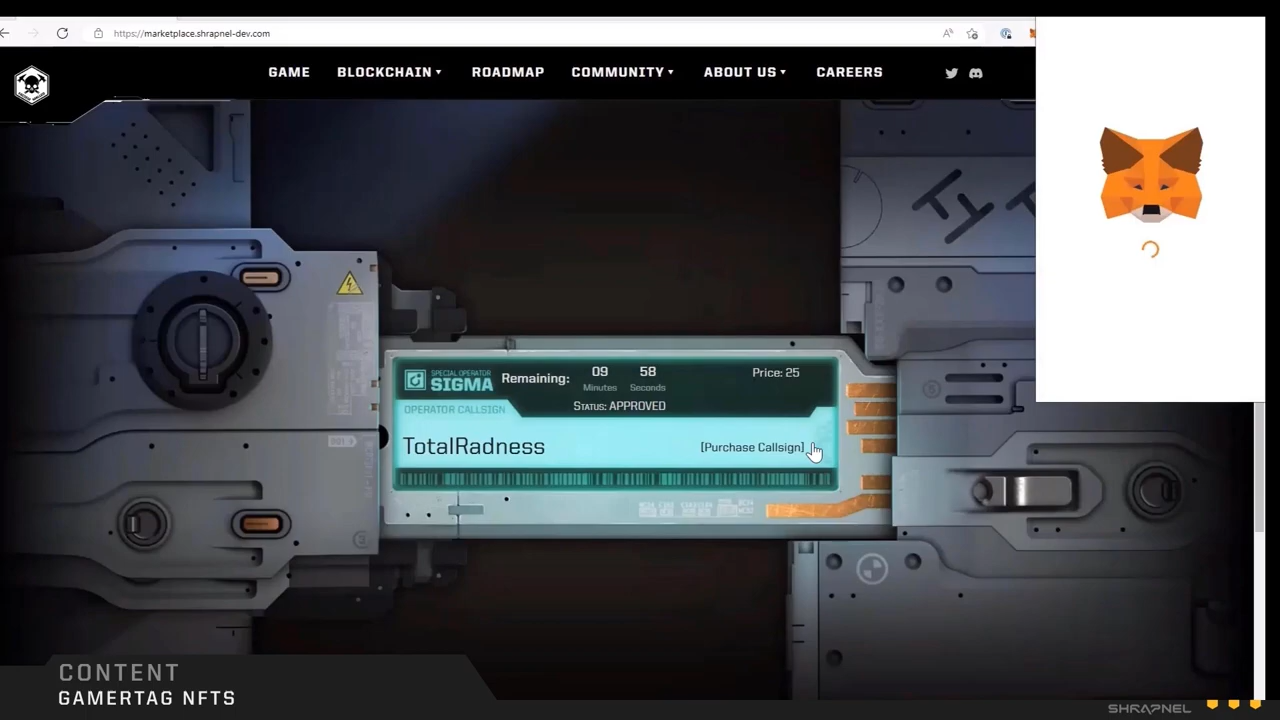 https://marketplace.shrapnel-dev.com
GAME BLOCKCHAIN ROADMAP COMMUNITY ABOUT US CAREERS
SPECIAL OPERATOR
SIGMA
Remaining:
09
Minutes
58
Seconds
Price: 25
STATUS: APPROVED
OPERATOR CALLSIGN
TotalRadness
[Purchase Callsign]
CONTENT
GAMERTAG NFTS
SHRAPNEL